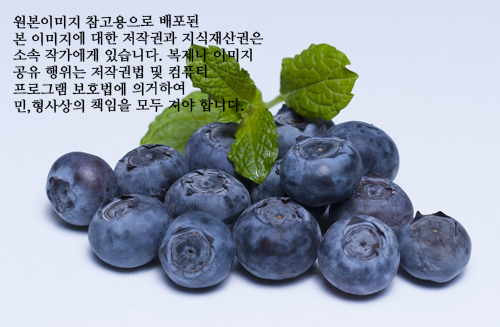 원본이미지 참고용으로 배포된
본 이미지에 대한 저작권과 지식재산권은
소속 작가에게 있습니다. 복제나 이미지
공유 행위는 저작권법 및 컴퓨터
프로그램 보호법에 의거하여
민,형사상의 책임을 모두 져야 합니다.